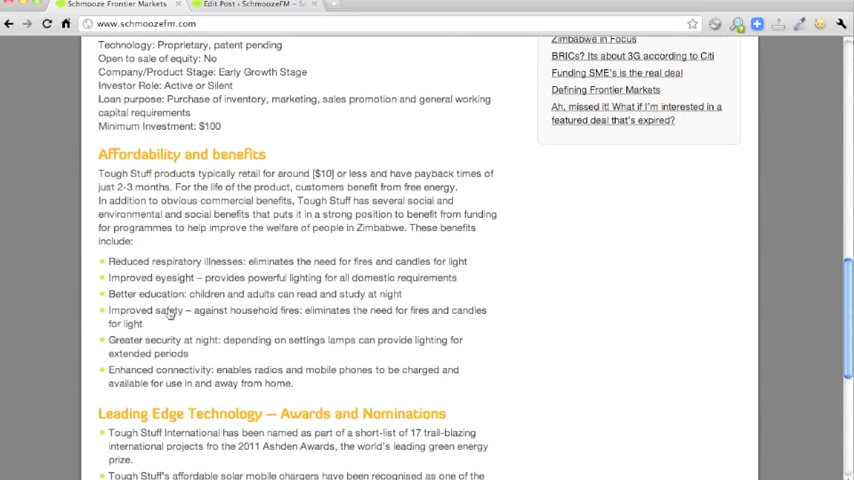 Schmooze Frontier Markets
Edit Post ‹ SchmoozeFM –
www.schmoozefm.com
Technology: Proprietary, patent pending
Open to sale of equity: No
Company/Product Stage: Early Growth Stage
Investor Role: Active or Silent
Loan purpose: Purchase of inventory, marketing, sales promotion and general working
capital requirements
Minimum Investment: $100
Affordability and benefits
Tough Stuff products typically retail for around [$10] or less and have payback times of
just 2-3 months. For the life of the product, customers benefit from free energy.
In addition to obvious commercial benefits, Tough Stuff has several social and
environmental and social benefits that puts it in a strong position to benefit from funding
for programmes to help improve the welfare of people in Zimbabwe. These benefits
include:
Reduced respiratory illnesses: eliminates the need for fires and candles for light
Improved eyesight – provides powerful lighting for all domestic requirements
Better education: children and adults can read and study at night
Improved safety – against household fires: eliminates the need for fires and candles
for light
Greater security at night: depending on settings lamps can provide lighting for
extended periods
Enhanced connectivity: enables radios and mobile phones to be charged and
available for use in and away from home.
Leading Edge Technology – Awards and Nominations
Tough Stuff International has been named as part of a short-list of 17 trail-blazing
international projects fro the 2011 Ashden Awards, the world's leading green energy
prize.
Tough Stuff's affordable solar mobile chargers have been recognised as one of the
Zimbabwe in Focus
BRICs? Its about 3G according to Citi
Funding SME's is the real deal
Defining Frontier Markets
Ah, missed it! What if I'm interested in a
featured deal that's expired?